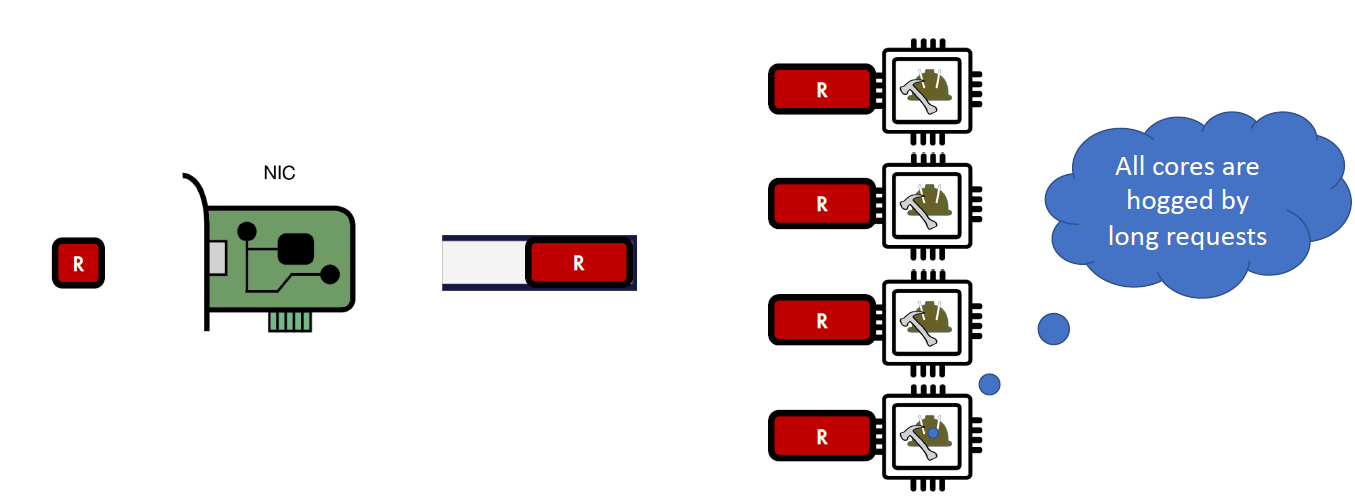 NIC
R
R
R
R
R
R
All cores are
hogged by
long requests